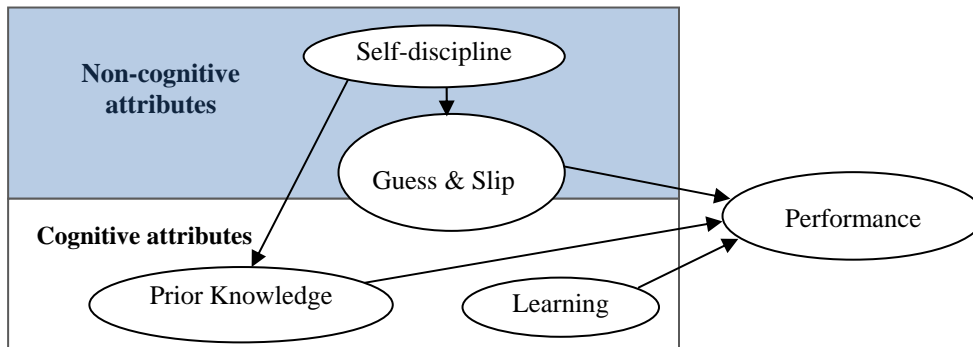 Self-discipline
Non-cognitive
attributes
Guess & Slip
Performance
Cognitive attributes
Prior Knowledge
Learning